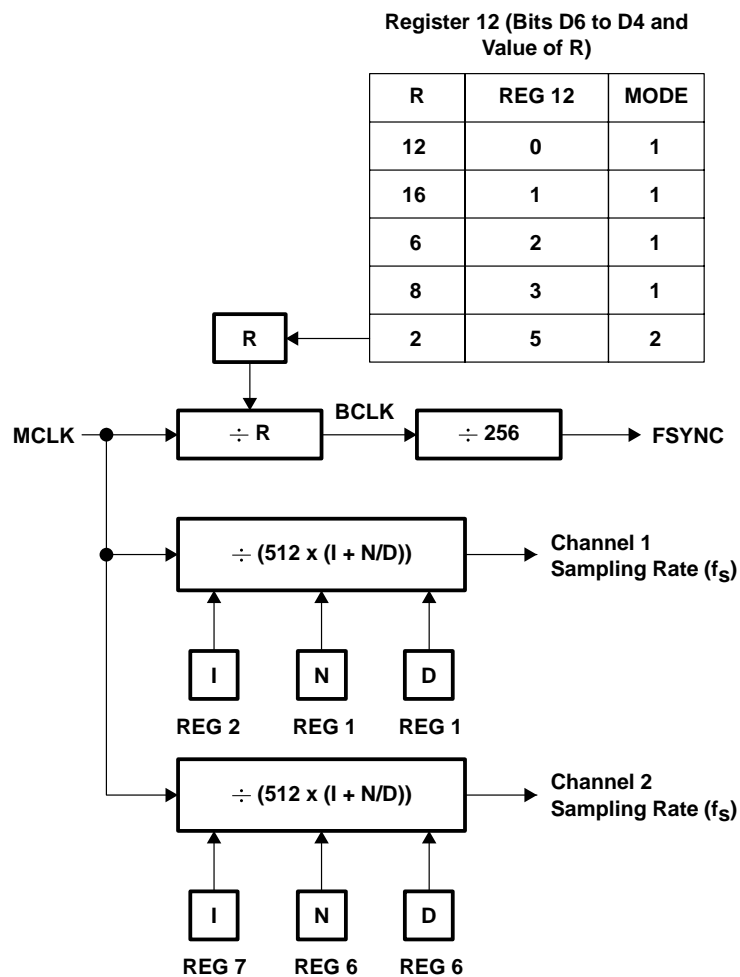 Register 12 (Bits D6 to D4 and
Value of R)
R REG 12 MODE
12 0 1
16 1 1
6 2 1
8 3 1
2 5 2
R
MCLK ÷ R BCLK ÷ 256 FSYNC
÷ (512 x (I + N/D)) Channel 1
Sampling Rate (fs)
I N D
REG 2 REG 1 REG 1
÷ (512 x (I + N/D)) Channel 2
Sampling Rate (fs)
I N D
REG 7 REG 6 REG 6